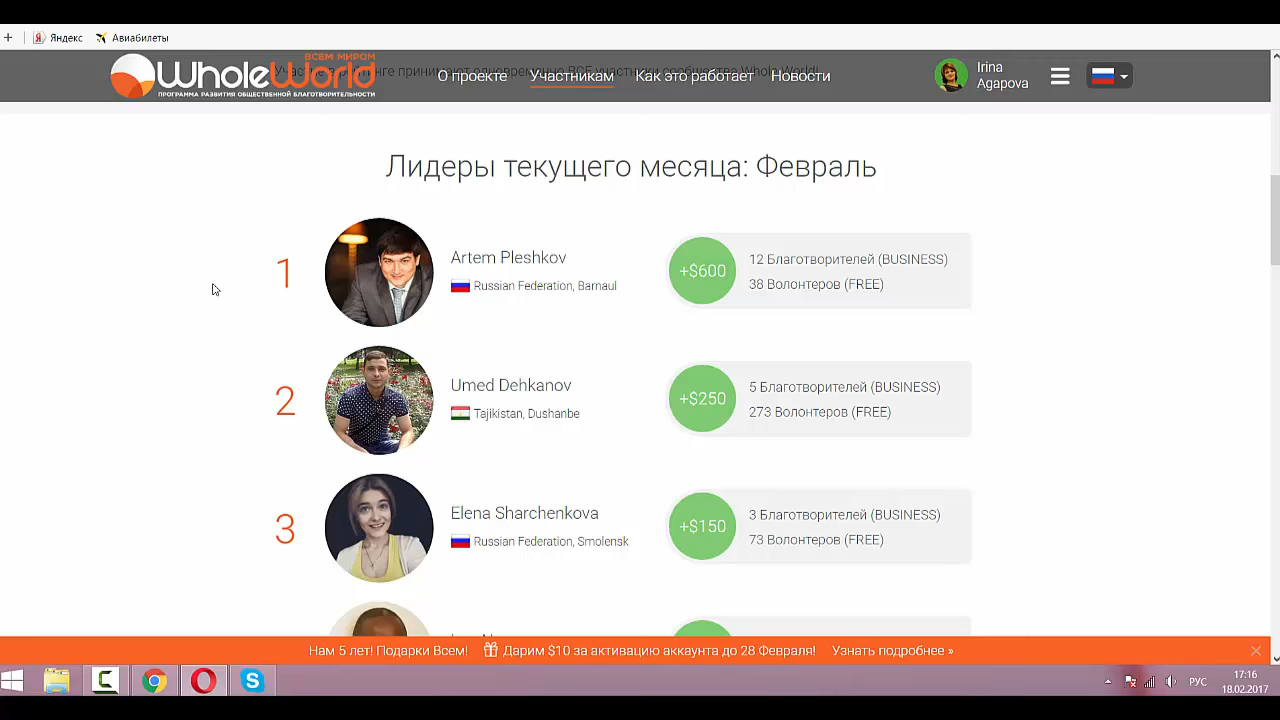 Яндекс
Авиабилеты
ВСЕМ МИРОМ
WholeWorld
ПРОГРАММА РАЗВИТИЯ ОБЩЕСТВЕННОЙ БЛАГОТВОРИТЕЛЬНОСТИ
О проекте
Участникам
Как это работает
Новости
Irina
Agapova
Лидеры текущего месяца: Февраль
1
Artem Pleshkov
Russian Federation, Barnaul
+$600
12 Благотворителей (BUSINESS)
38 Волонтеров (FREE)
2
Umed Dehkanov
Tajikistan, Dushanbe
+$250
5 Благотворителей (BUSINESS)
273 Волонтеров (FREE)
3
Elena Sharchenkova
Russian Federation, Smolensk
+$150
3 Благотворителей (BUSINESS)
73 Волонтеров (FREE)
Нам 5 лет! Подарки Всем! Дарим $10 за активацию аккаунта до 28 Февраля! Узнать подробнее »
РУС
17:16
18.02.2017